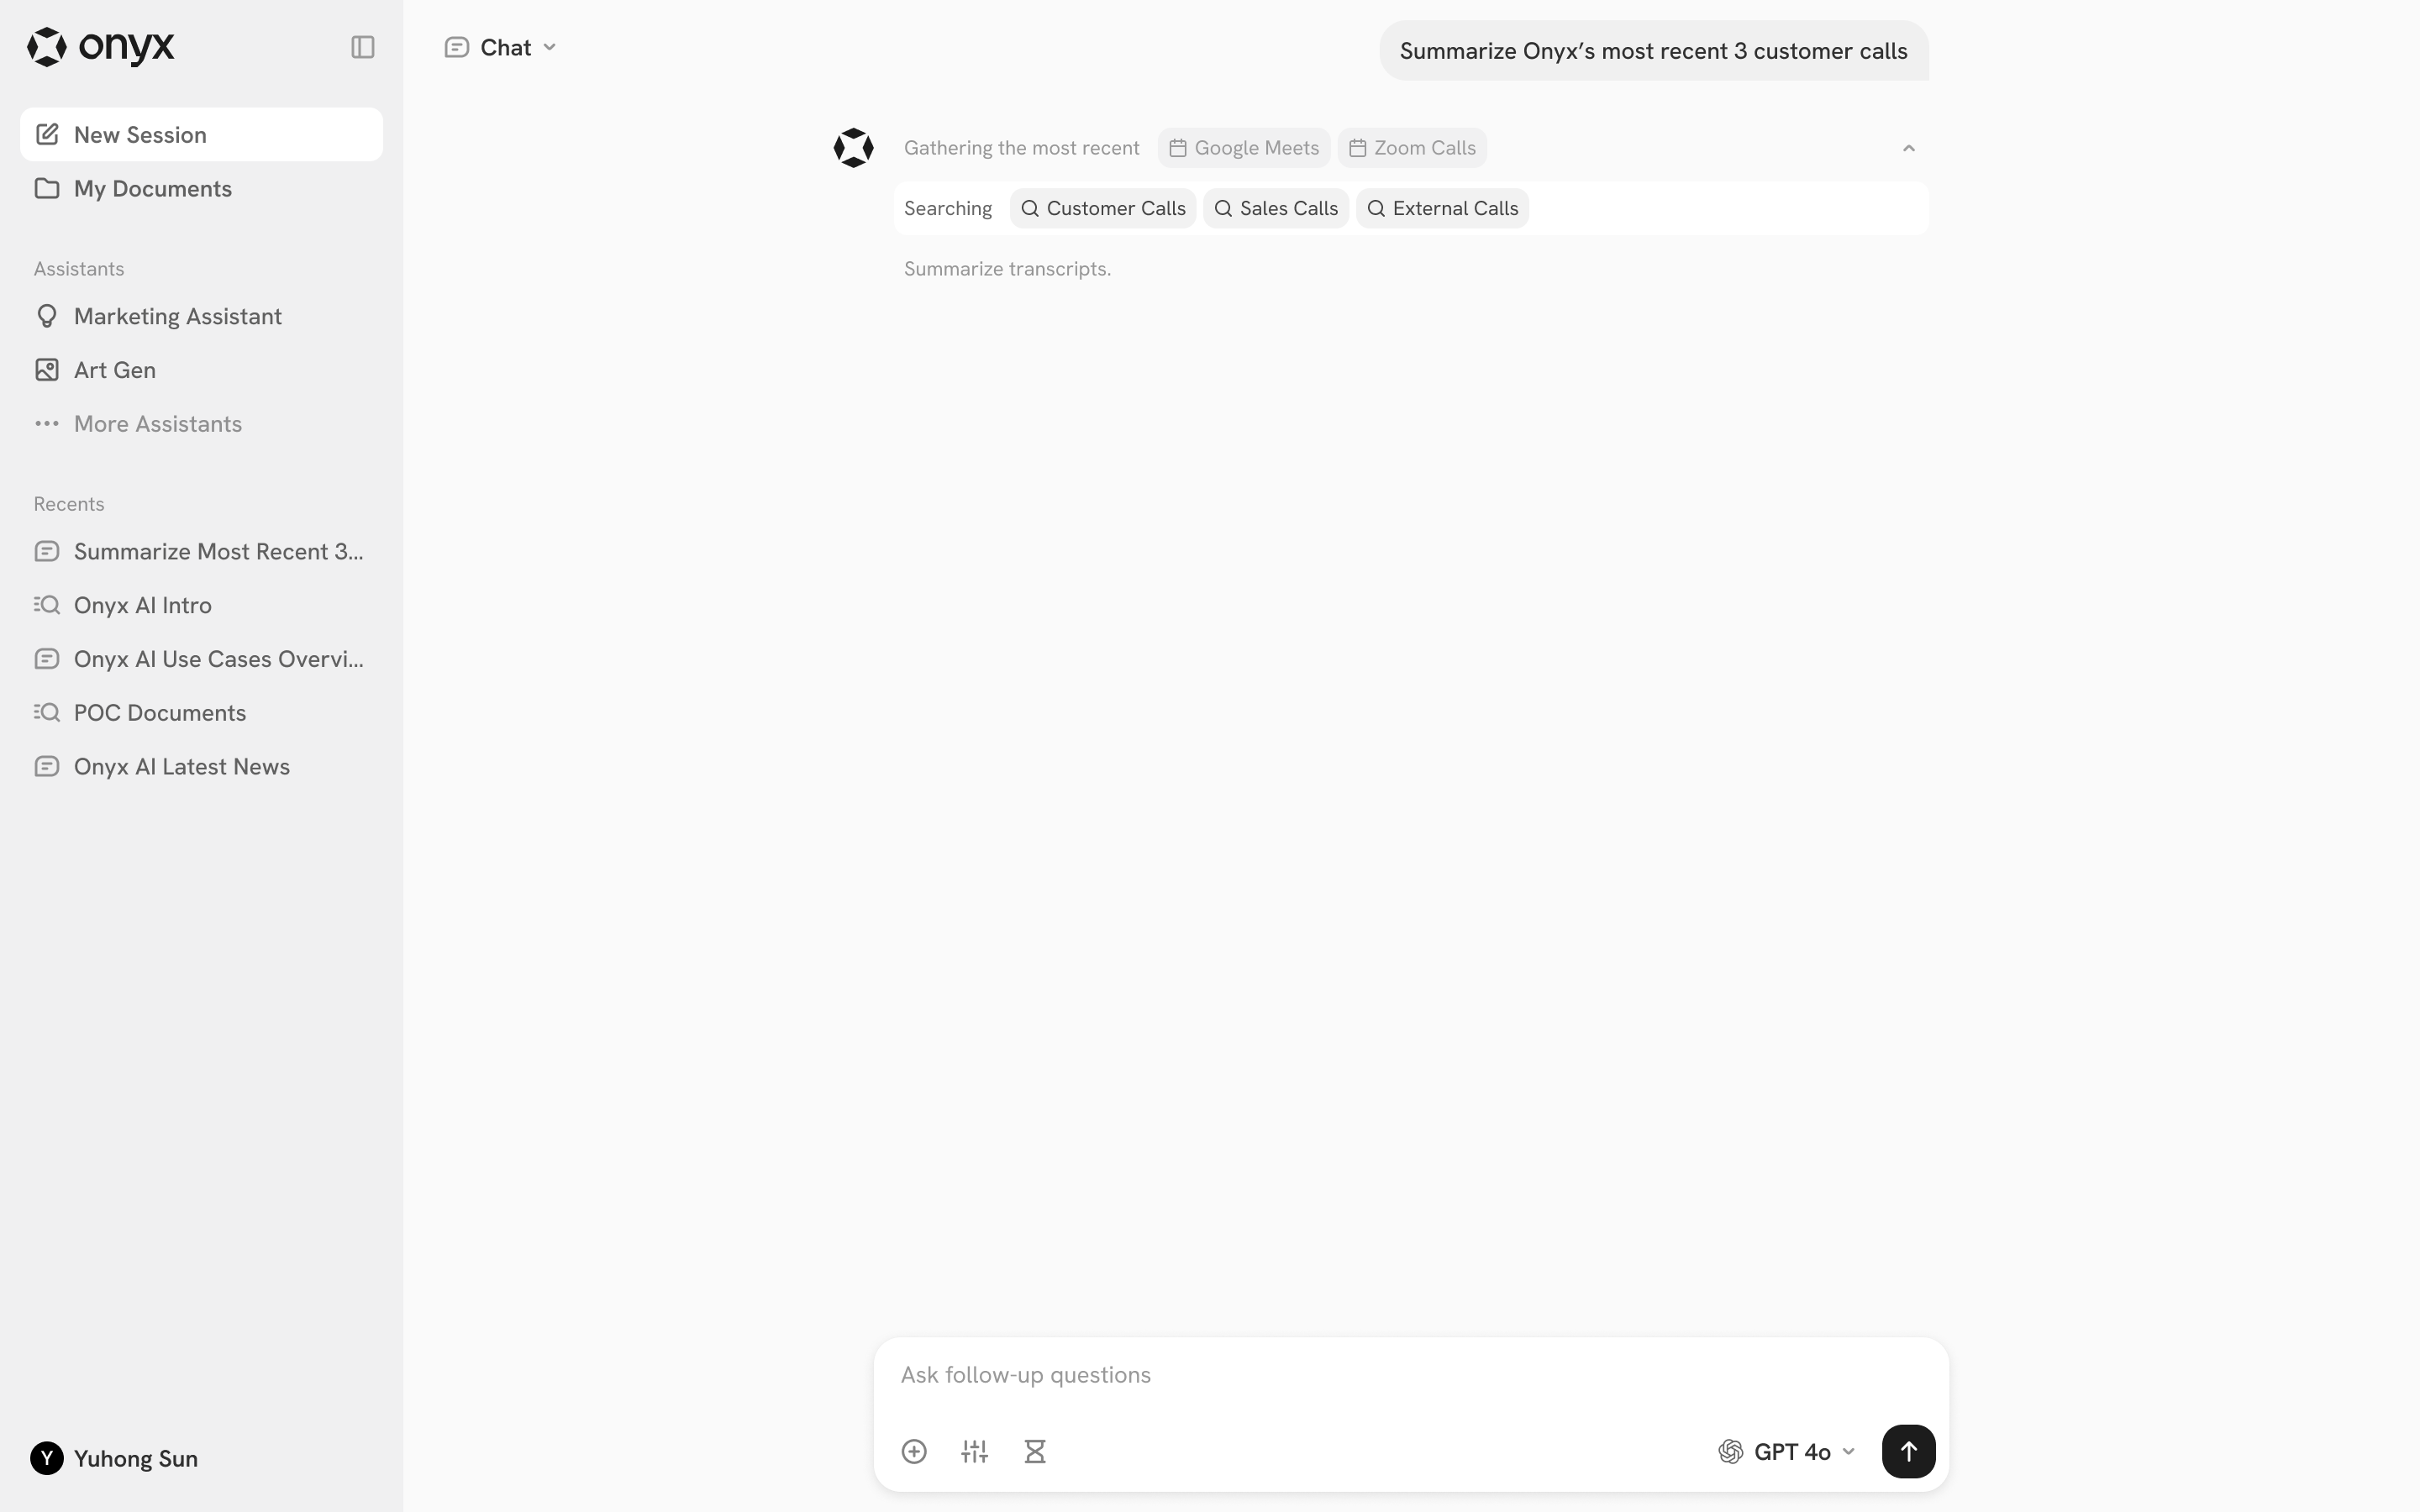 onyx
New Session
My Documents
Assistants
Marketing Assistant
Art Gen
More Assistants
Recents
Summarize Most Recent 3...
Onyx AI Intro
Onyx AI Use Cases Overvi...
POC Documents
Onyx AI Latest News
Y Yuhong Sun
Chat
Summarize Onyx’s most recent 3 customer calls
Gathering the most recent Google Meets Zoom Calls
Searching Customer Calls Sales Calls External Calls
Summarize transcripts.
Ask follow-up questions
GPT 4o